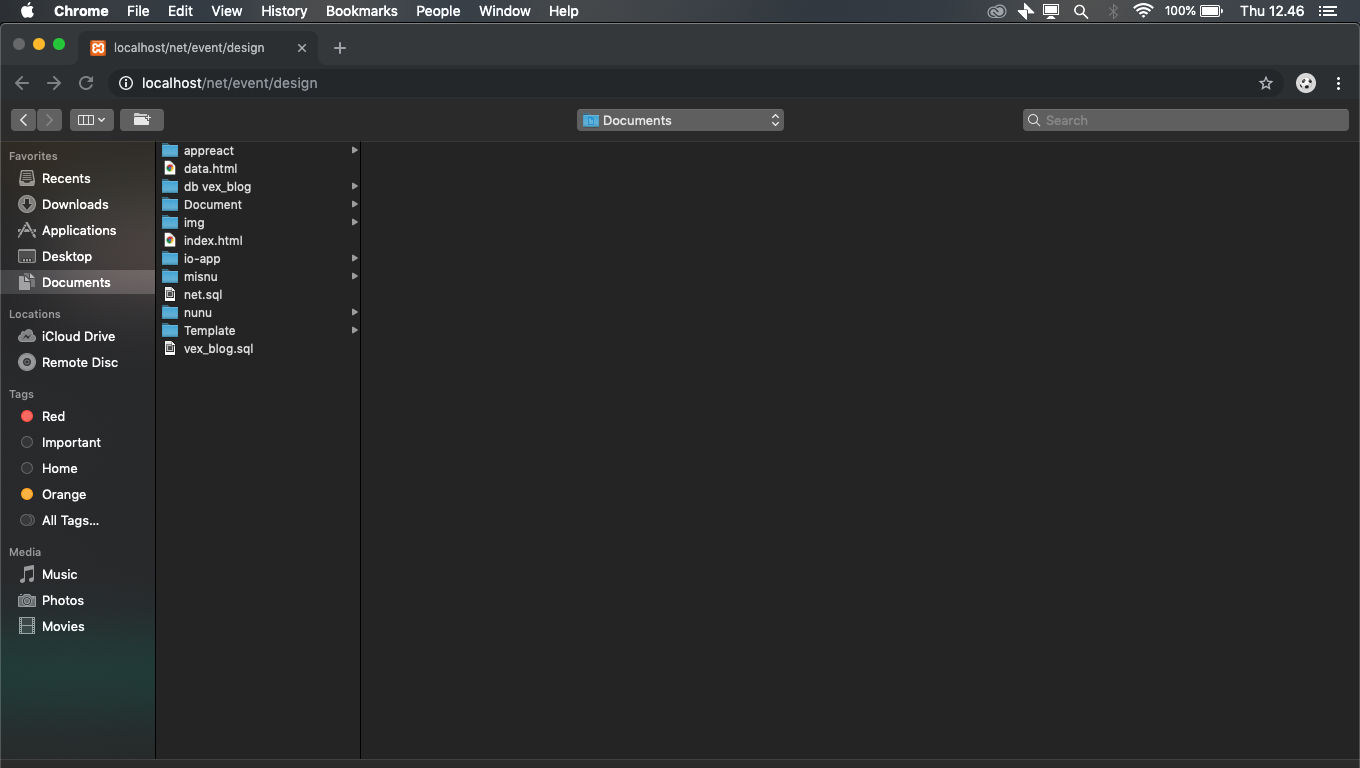 Chrome File Edit View History Bookmarks People Window Help 100% Thu 12.46
localhost/net/event/design
localhost/net/event/design
Documents Search
Favorites
Recents
Downloads
Applications
Desktop
Documents
Locations
iCloud Drive
Remote Disc
Tags
Red
Important
Home
Orange
All Tags...
Media
Music
Photos
Movies
appreact
data.html
db vex_blog
Document
img
index.html
io-app
misnu
net.sql
nunu
Template
vex_blog.sql